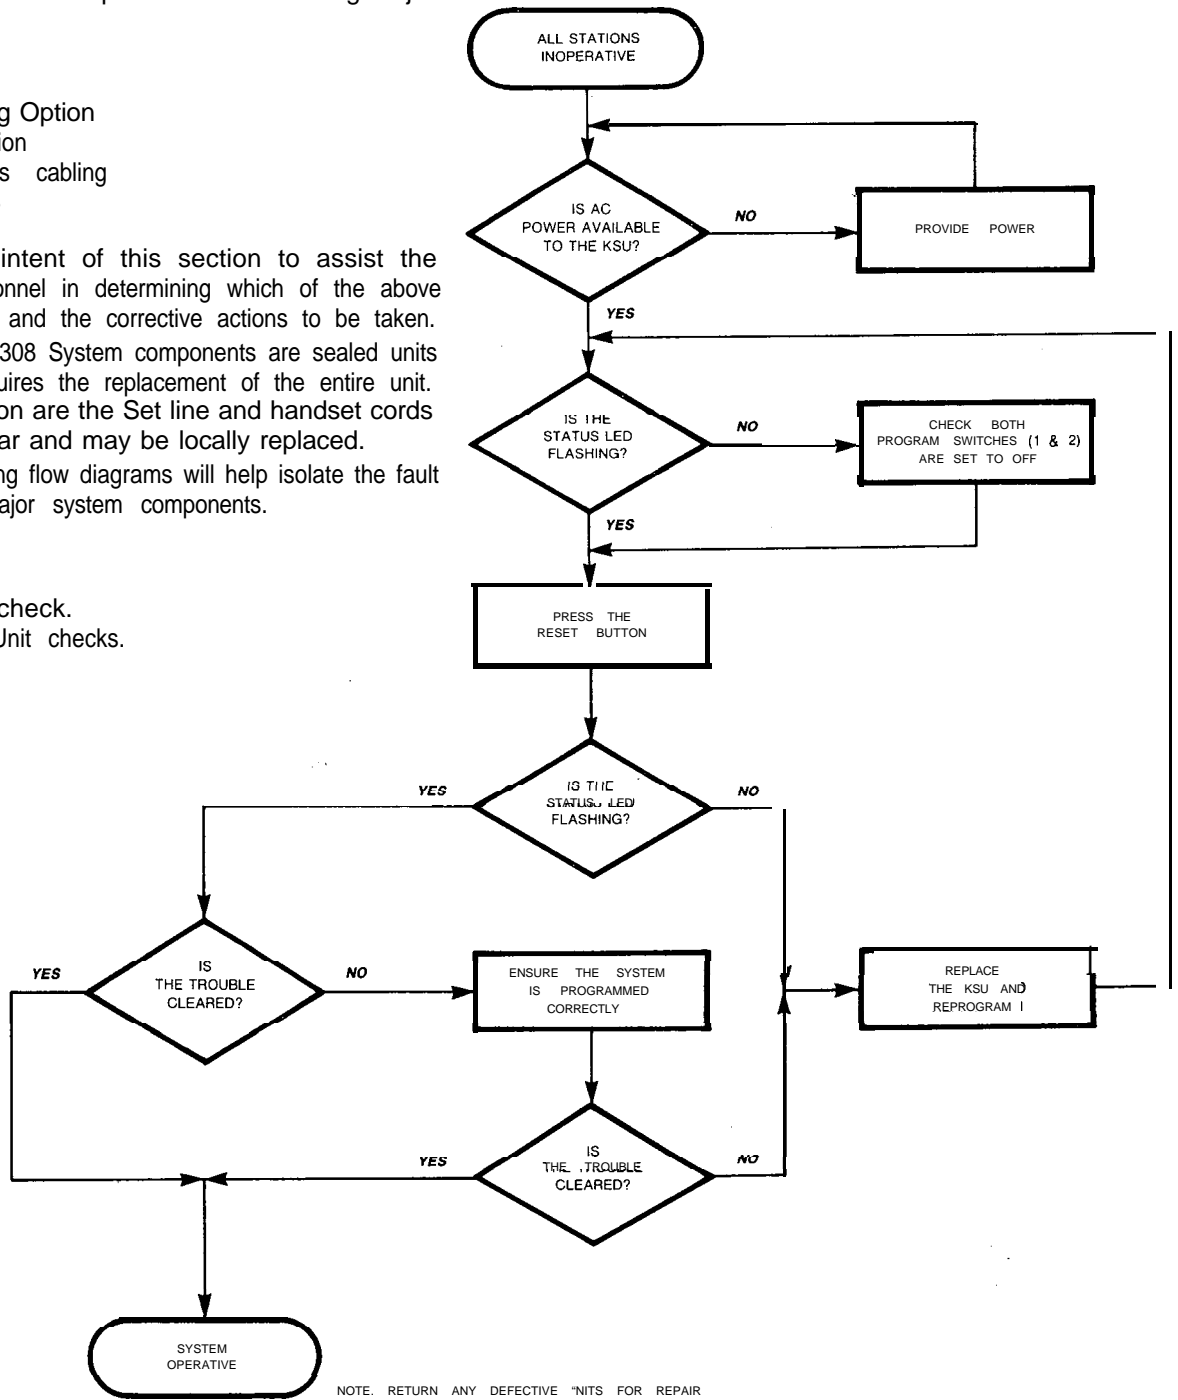 g Option
ion
s cabling
intent of this section to assist the
onnel in determining which of the above
and the corrective actions to be taken.
308 System components are sealed units
uires the replacement of the entire unit.
on are the Set line and handset cords
ar and may be locally replaced.
ng flow diagrams will help isolate the fault
ajor system components.
check.
Unit checks.
ALL STATIONS
INOPERATIVE
IS AC
POWER AVAILABLE
TO THE KSU?
NO
PROVIDE POWER
YES
IS THE
STATUS LED
FLASHING?
NO
CHECK BOTH
PROGRAM SWITCHES (1 & 2)
ARE SET TO OFF
YES
PRESS THE
RESET BUTTON
YES
IS THE
STATUS LED
FLASHING?
NO
YES
IS
THE TROUBLE
CLEARED?
NO
ENSURE THE SYSTEM
IS PROGRAMMED
CORRECTLY
REPLACE
THE KSU AND
REPROGRAM
YES
IS
THE TROUBLE
CLEARED?
NO
SYSTEM
OPERATIVE
NOTE. RETURN ANY DEFECTIVE "NITS FOR REPAIR